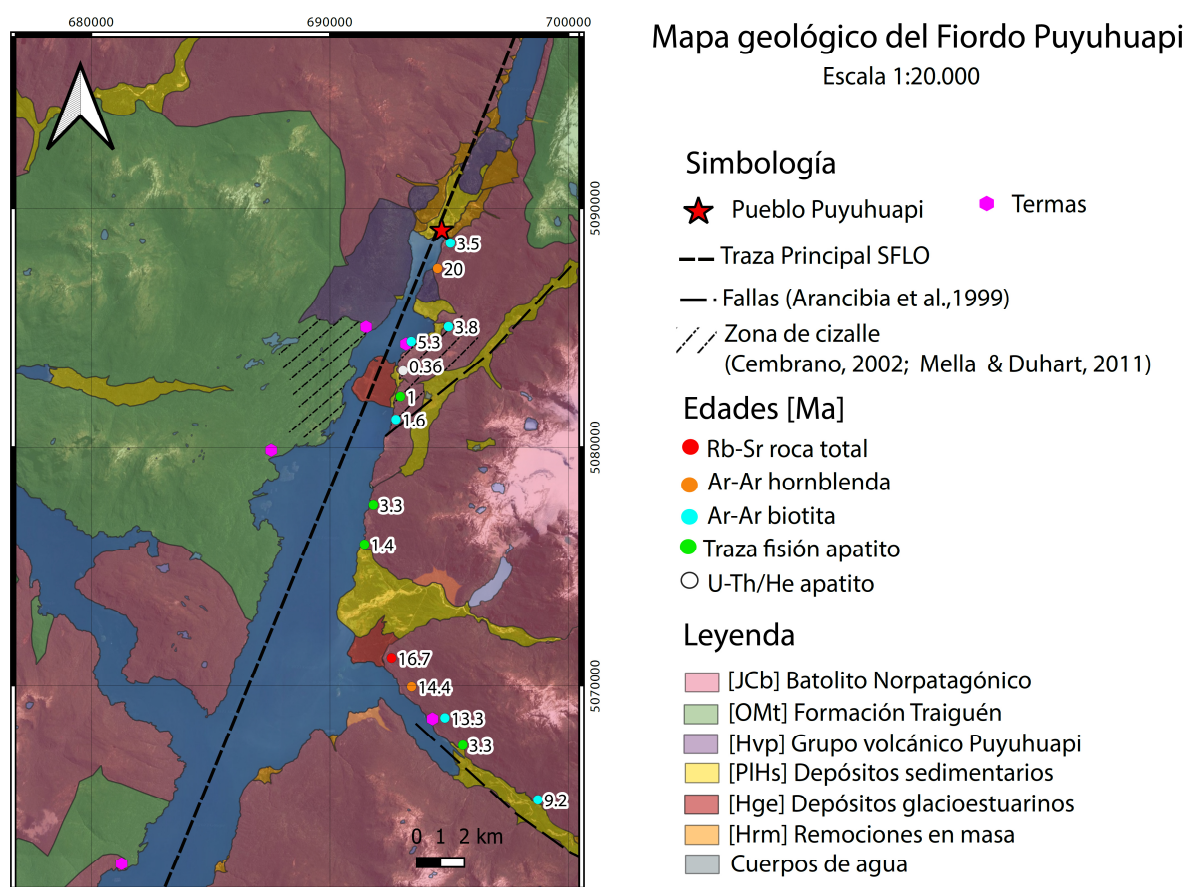 680000
690000
700000
Mapa geológico del Fiordo Puyuhuapi
Escala 1:20.000
Simbología
Pueblo Puyuhuapi
Termas
Traza Principal SFLO
Fallas (Arancibia et al.,1999)
Zona de cizalle
(Cembrano, 2002; Mella & Duhart, 2011)
Edades [Ma]
Rb-Sr roca total
Ar-Ar hornblenda
Ar-Ar biotita
Traza fisión apatito
U-Th/He apatito
Leyenda
[JCb] Batolito Norpatagónico
[OMt] Formación Traiguén
[Hvp] Grupo volcánico Puyuhuapi
[PlHs] Depósitos sedimentarios
[Hge] Depósitos glacioestuarinos
[Hrm] Remociones en masa
Cuerpos de agua
5090000
5080000
5070000
3.5
20
3.8
5.3
0.36
1
1.6
3.3
1.4
16.7
14.4
13.3
3.3
9.2
0 1 2 km